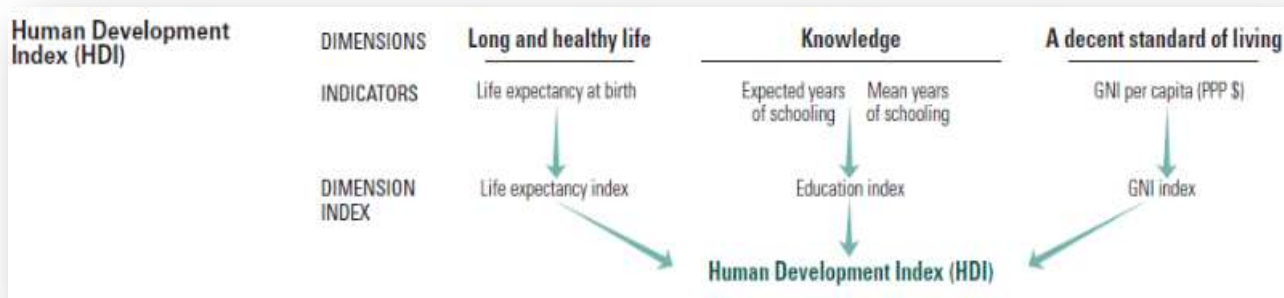 Human Development
Index (HDI)
DIMENSIONS
Long and healthy life
Knowledge
A decent standard of living
INDICATORS
Life expectancy at birth
Expected years
of schooling
Mean years
of schooling
GNI per capita (PPP $)
DIMENSION
INDEX
Life expectancy index
Education index
GNI index
Human Development Index (HDI)